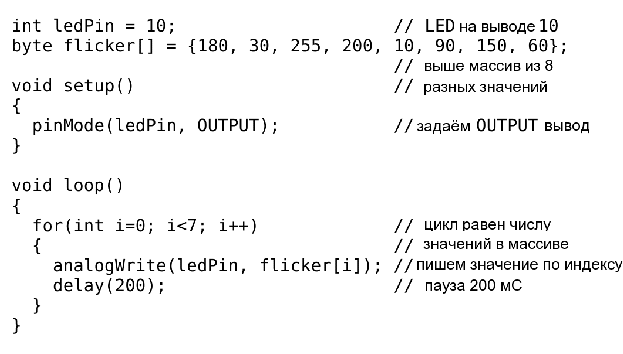 int ledPin = 10; // LED на выводе 10
byte flicker[] = {180, 30, 255, 200, 10, 90, 150, 60};
// выше массив из 8
void setup() // разных значений
{
pinMode(ledPin, OUTPUT); // задаём OUTPUT вывод
}
void loop()
{
for(int i=0; i<7; i++) // цикл равен числу
{ // значений в массиве
analogWrite(ledPin, flicker[i]); // пишем значение по индексу
delay(200); // пауза 200 мС
}
}